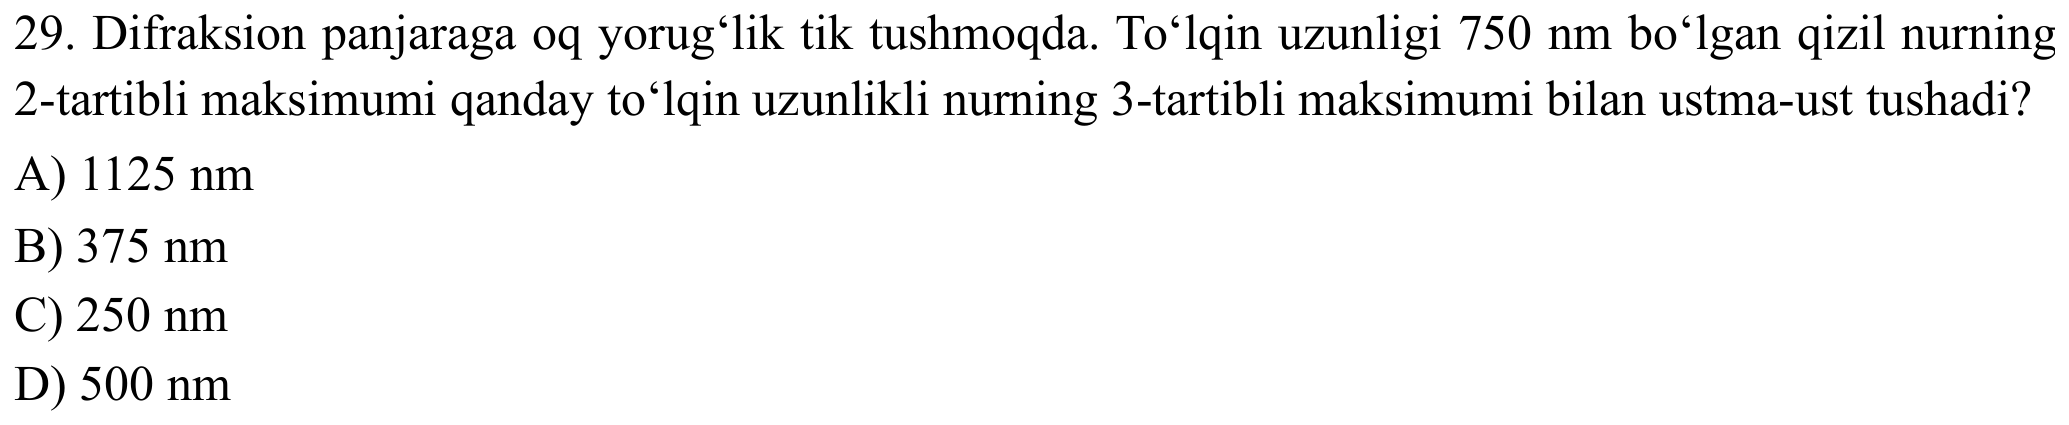 29. Difraksion panjaraga oq yorug‘lik tik tushmoqda. To‘lqin uzunligi 750 nm bo‘lgan qizil nurning
2-tartibli maksimumi qanday to‘lqin uzunlikli nurning 3-tartibli maksimumi bilan ustma-ust tushadi?
A) 1125 nm
B) 375 nm
C) 250 nm
D) 500 nm